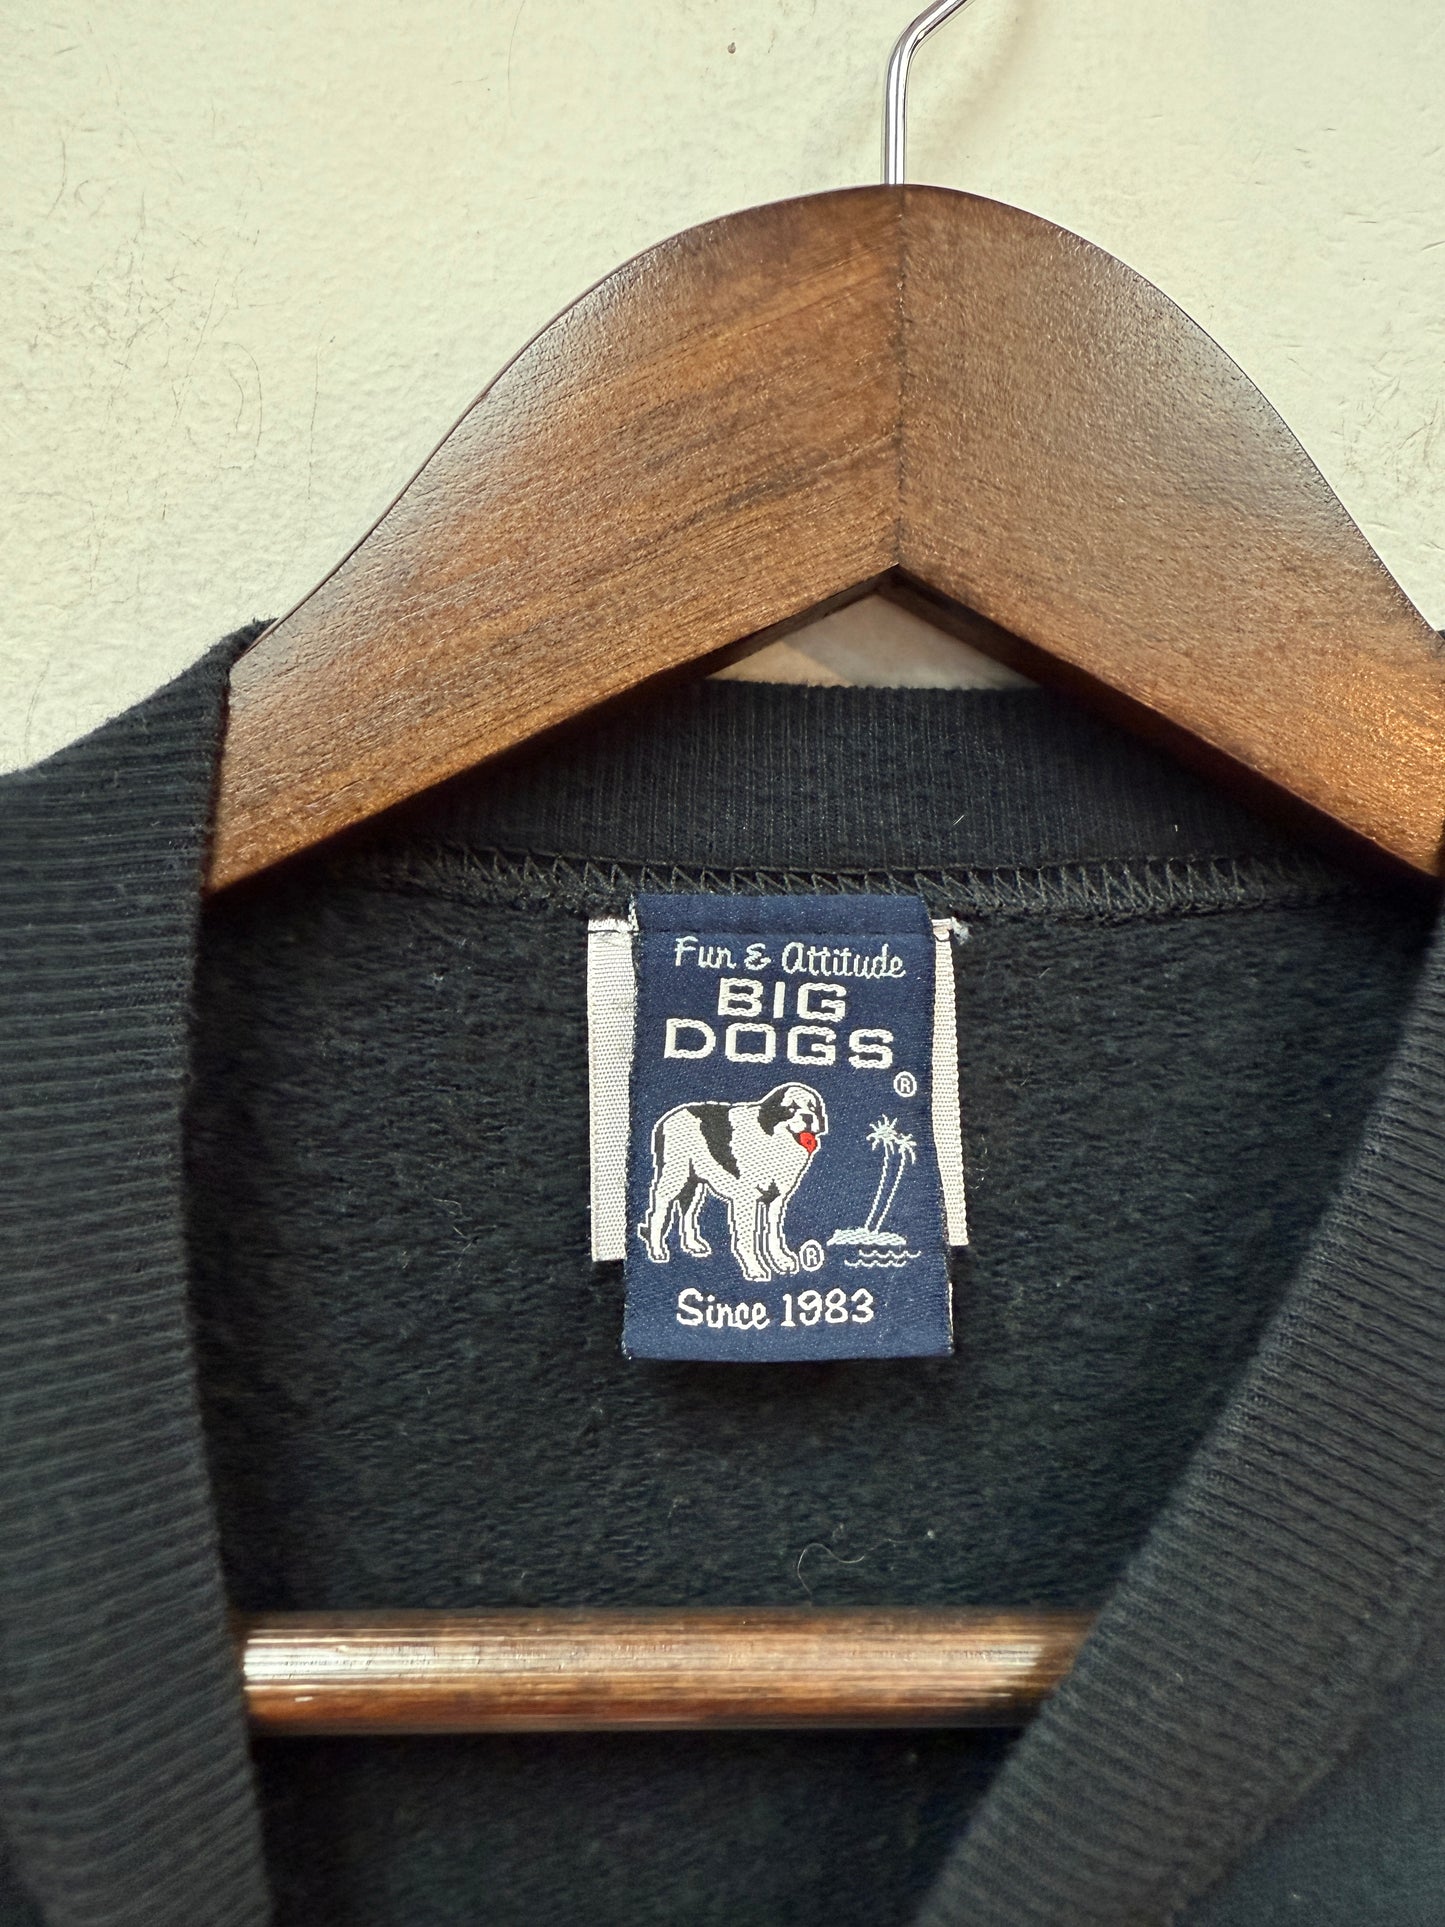 Fun & Attitude
BIG
DOGS
®
®
Since 1983